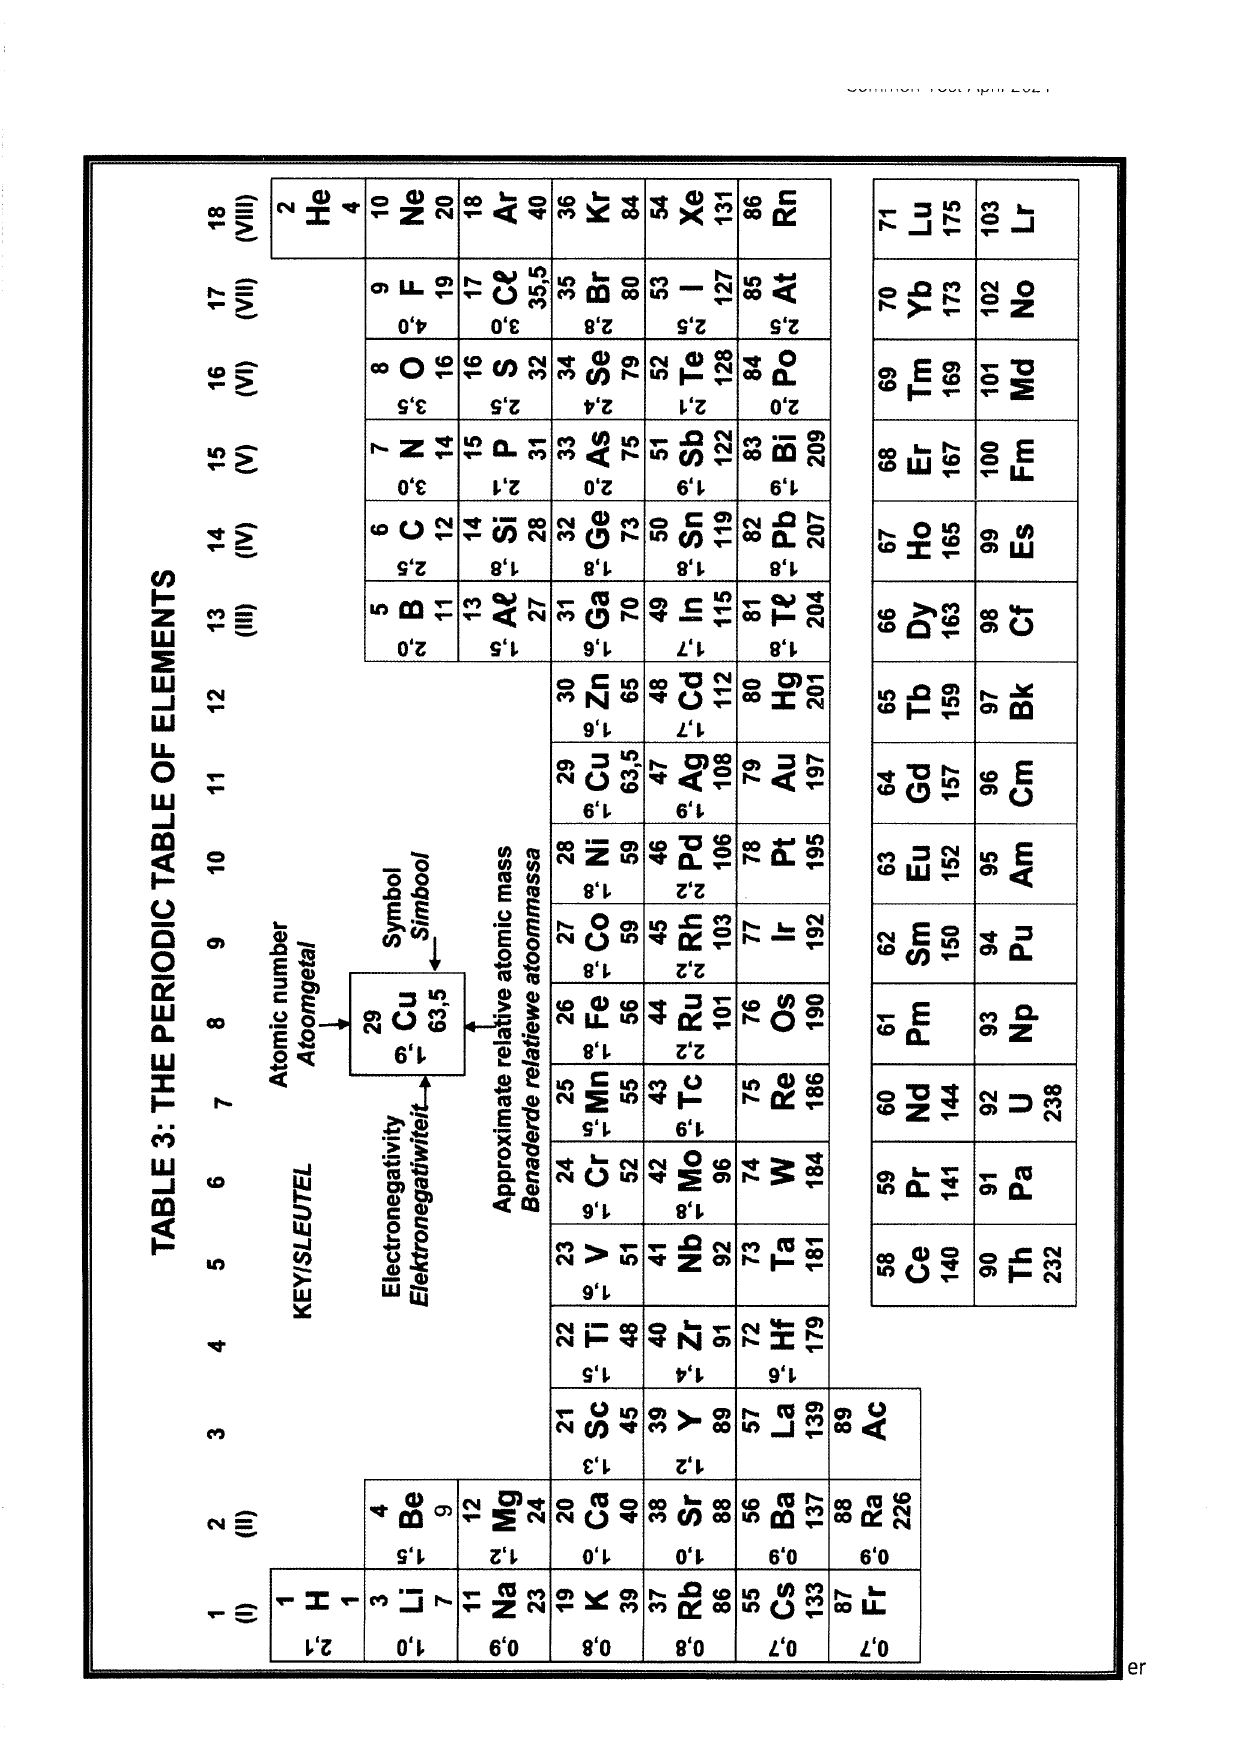 TABLE 3: THE PERIODIC TABLE OF ELEMENTS
1 2 3 4 5 6 7 8 9 10 11 12 13 14 15 16 17 18
(I) (II) (III) (IV) (V) (VI) (VII) (VIII)
KEY/SLEUTEL
Atomic number
Atoomgetal
Electronegativity
Elektronegatiwiteit
29
1,9 Cu
63,5
Symbol
Simbool
Approximate relative atomic mass
Benaderde relatiewe atoommassa
1 2
2,1 H He
1 4
3 4 5 6 7 8 9 10
1,0 Li 1,5 Be 2,0 B 2,5 C 3,0 N 3,5 O 4,0 F Ne
7 9 11 12 14 16 19 20
11 12 13 14 15 16 17 18
0,9 Na 1,2 Mg 1,5 Aℓ 1,8 Si 2,1 P 2,5 S 3,0 Cℓ Ar
23 24 27 28 31 32 35,5 40
19 20 21 22 23 24 25 26 27 28 29 30 31 32 33 34 35 36
0,8 K 1,0 Ca 1,3 Sc 1,5 Ti 1,6 V 1,6 Cr 1,5 Mn 1,8 Fe 1,8 Co 1,8 Ni 1,9 Cu 1,6 Zn 1,6 Ga 1,8 Ge 2,0 As 2,4 Se 2,8 Br Kr
39 40 45 48 51 52 55 56 59 59 63,5 65 70 73 75 79 80 84
37 38 39 40 41 42 43 44 45 46 47 48 49 50 51 52 53 54
0,8 Rb 1,0 Sr 1,2 Y 1,4 Zr Nb 1,8 Mo 1,9 Tc 2,2 Ru 2,2 Rh 2,2 Pd 1,9 Ag 1,7 Cd 1,7 In 1,8 Sn 1,9 Sb 2,1 Te 2,5 I Xe
86 88 89 91 92 96 101 103 106 108 112 115 119 122 128 127 131
55 56 57 72 73 74 75 76 77 78 79 80 81 82 83 84 85 86
0,7 Cs 0,9 Ba La 1,6 Hf Ta W Re Os Ir Pt Au Hg 1,8 Tℓ 1,8 Pb 1,9 Bi 2,0 Po 2,5 At Rn
133 137 139 179 181 184 186 190 192 195 197 201 204 207 209
87 88 89
0,7 Fr 0,9 Ra Ac
226
58 59 60 61 62 63 64 65 66 67 68 69 70 71
Ce Pr Nd Pm Sm Eu Gd Tb Dy Ho Er Tm Yb Lu
140 141 144 150 152 157 159 163 165 167 169 173 175
90 91 92 93 94 95 96 97 98 99 100 101 102 103
Th Pa U Np Pu Am Cm Bk Cf Es Fm Md No Lr
232 238
er